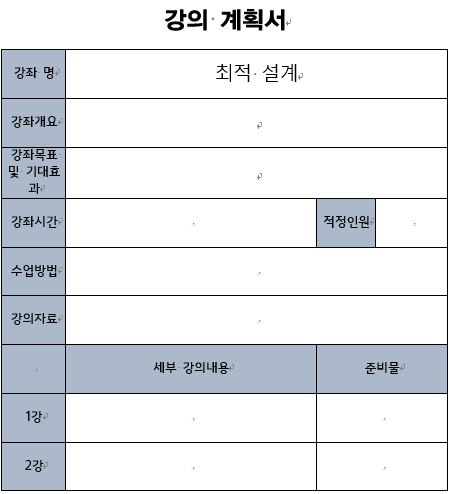 강의 계획서
강좌 명
최적 설계
강좌개요
강좌목표
및 기대효
과
강좌시간
적정인원
수업방법
강의자료
세부 강의내용
준비물
1강
2강